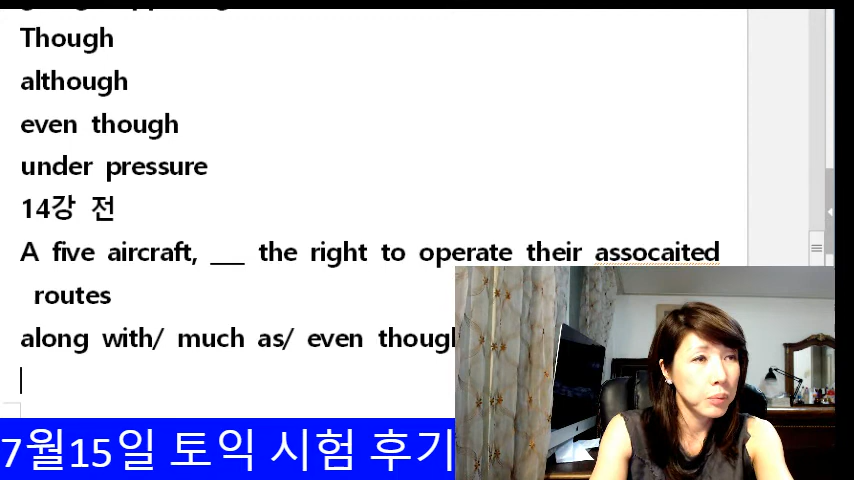 Though
although
even though
under pressure
14강 전
A five aircraft, ___ the right to operate their assocaited
routes
along with/ much as/ even though
7월15일 토익 시험 후기